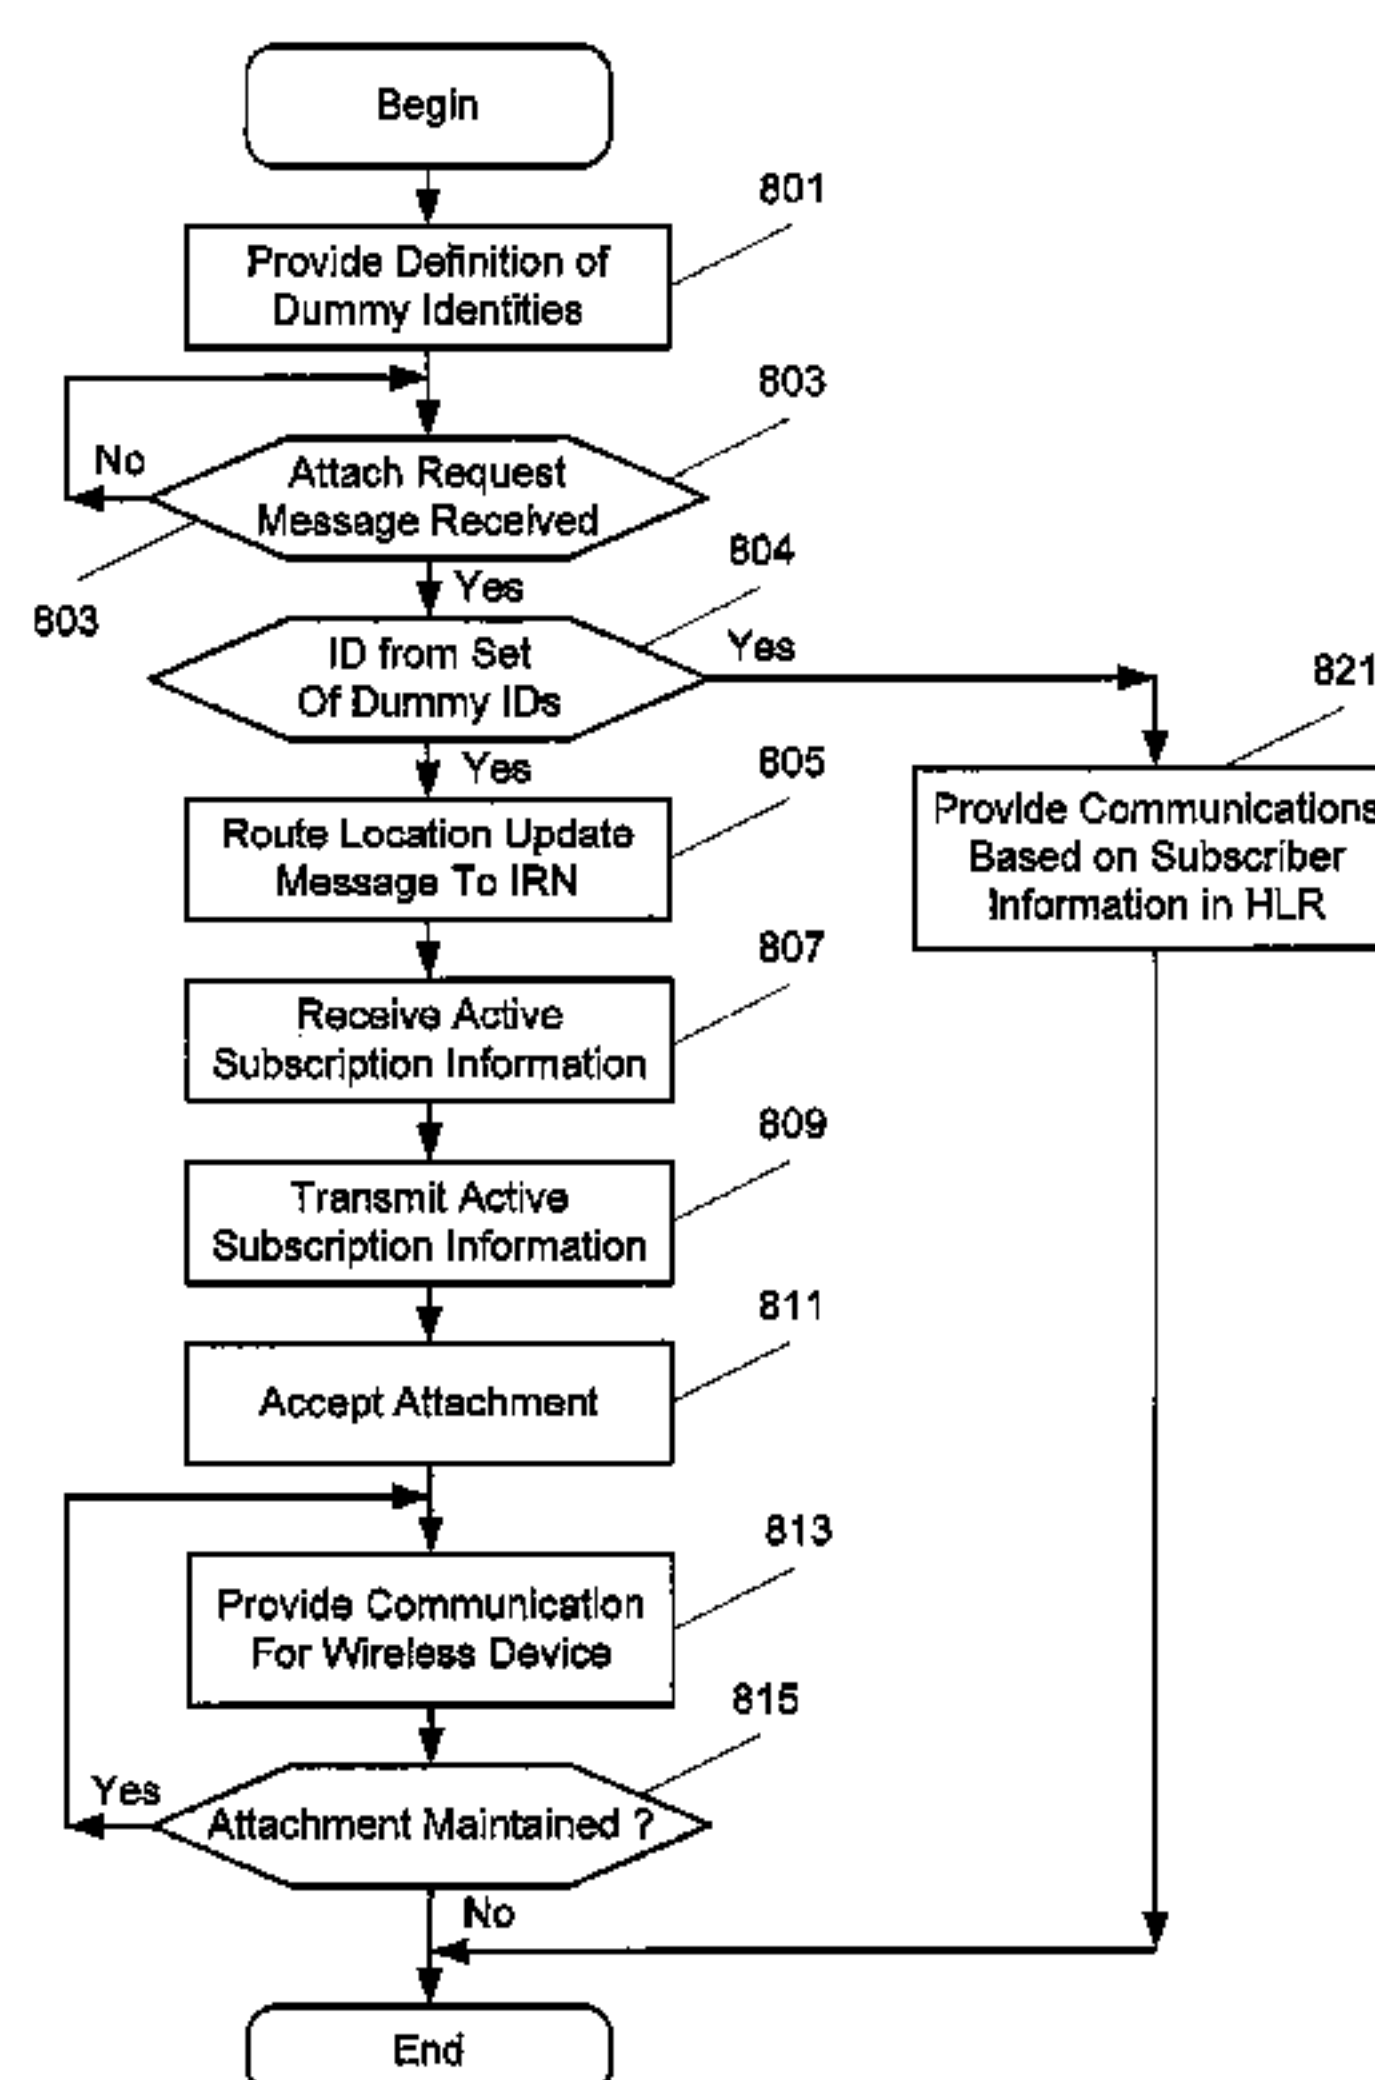 Begin
801
Provide Definition of
Dummy Identities
803
No
Attach Request
Message Received
804
Yes
803
ID from Set
Of Dummy IDs
Yes
821
Yes
805
Route Location Update
Message To IRN
Provide Communications
Based on Subscriber
Information in HLR
807
Receive Active
Subscription Information
809
Transmit Active
Subscription Information
811
Accept Attachment
813
Provide Communication
For Wireless Device
815
Yes
Attachment Maintained ?
No
End